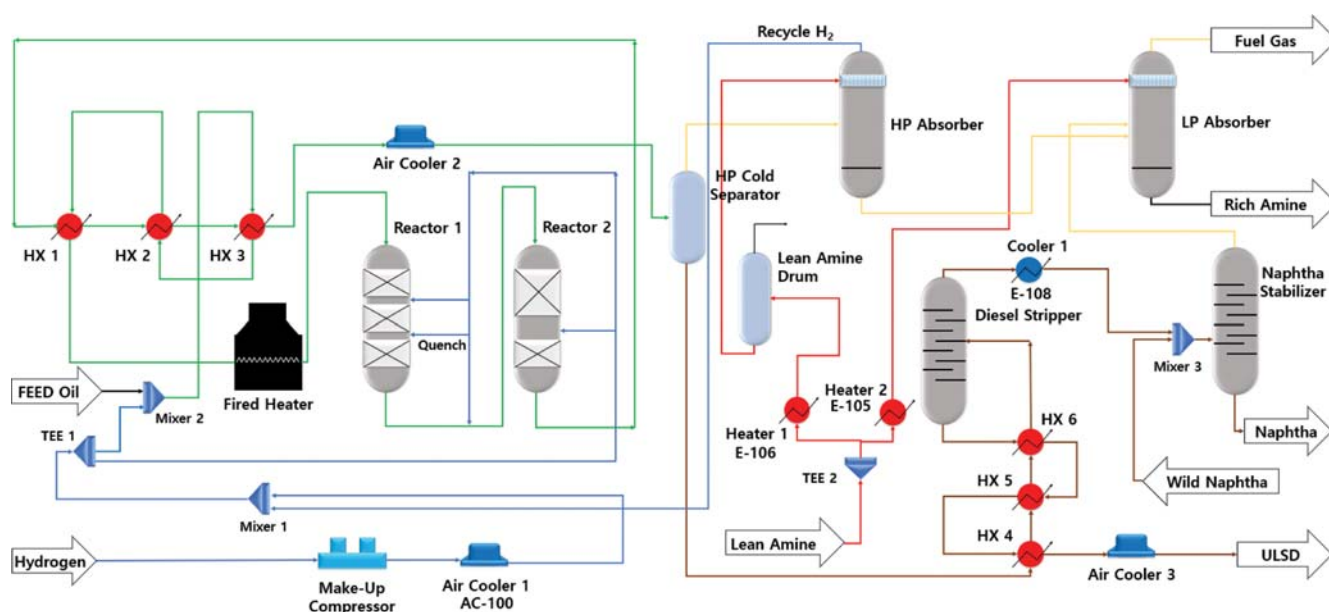 Recycle H₂
Fuel Gas
HP Absorber
LP Absorber
Air Cooler 2
HP Cold
Separator
Rich Amine
HX 1
HX 2
HX 3
Reactor 1
Reactor 2
Lean Amine
Drum
Cooler 1
E-108
Naphtha
Stabilizer
Diesel Stripper
Quench
Mixer 3
FEED Oil
Mixer 2
Fired Heater
Heater 2
E-105
Heater 1
E-106
HX 6
Naphtha
TEE 1
TEE 2
HX 5
Wild Naphtha
Mixer 1
Lean Amine
HX 4
Hydrogen
Make-Up
Compressor
Air Cooler 1
AC-100
Air Cooler 3
ULSD